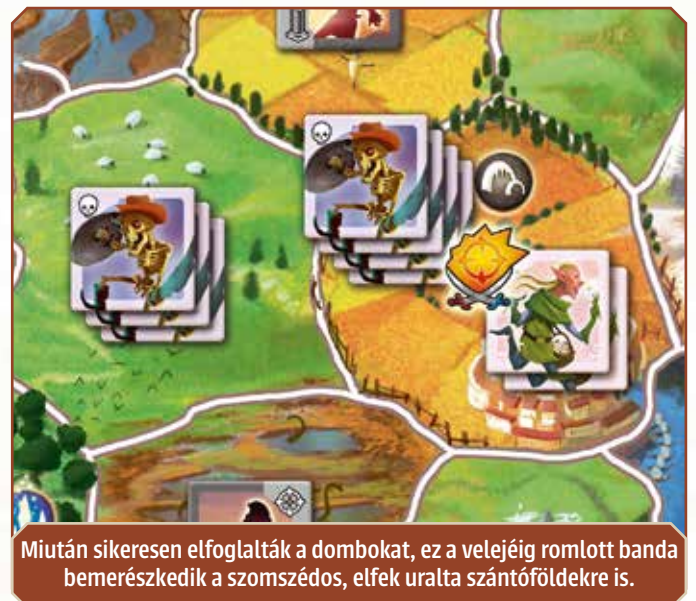 Miután sikeresen elfoglalták a dombokat, ez a velejéig romlott banda
bemerészkedik a szomszédos, elfek uralta szántóföldekre is.